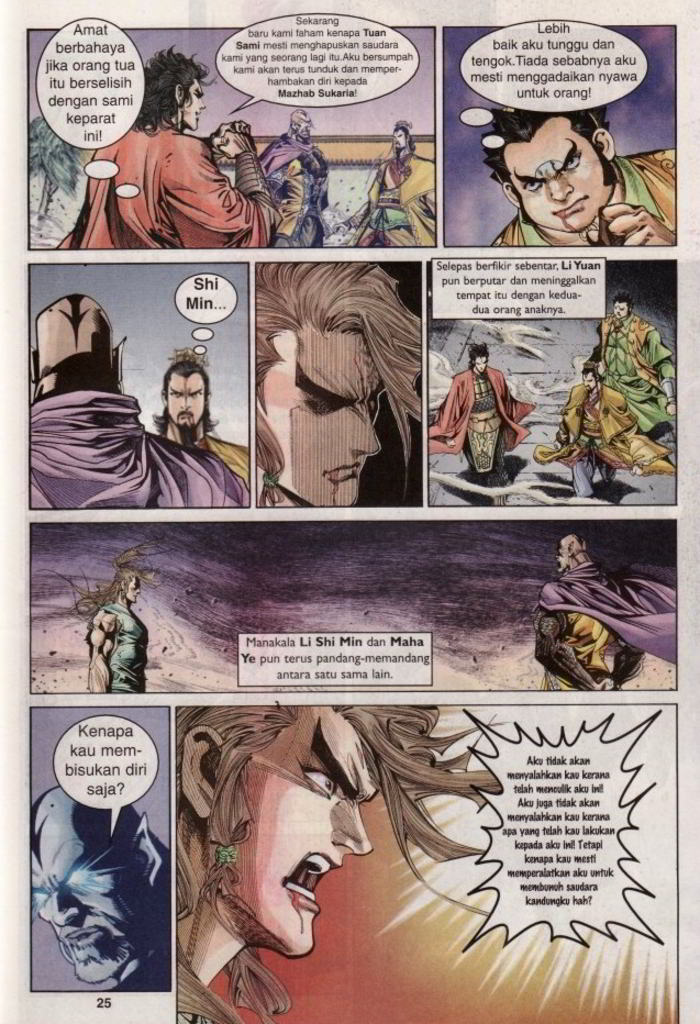 Amat
berbahaya
jika orang tua
itu berselisih
dengan sami
keparat
ini!
Sekarang
baru kami faham kenapa Tuan
Sami mesti menghapuskan saudara
kami yang seorang lagi itu.Aku bersumpah
kami akan terus tunduk dan memper-
hambakan diri kepada
Mazhab Sukaria!
Lebih
baik aku tunggu dan
tengok.Tiada sebabnya aku
mesti menggadaikan nyawa
untuk orang!
Shi
Min...
Selepas berfikir sebentar, Li Yuan
pun berputar dan meninggalkan
tempat itu dengan kedua-
dua orang anaknya.
Manakala Li Shi Min dan Maha
Ye pun terus pandang-memandang
antara satu sama lain.
Kenapa
kau mem-
bisukan diri
saja?
Aku tidak akan
menyalahkan kau kerana
telah menculik aku ini!
Aku juga tidak akan
menyalahkan kau kerana
apa yang telah kau lakukan
kepada aku ini! Tetapi
kenapa kau mesti
memperalatkan aku untuk
membunuh saudara
kandungku hah?
25